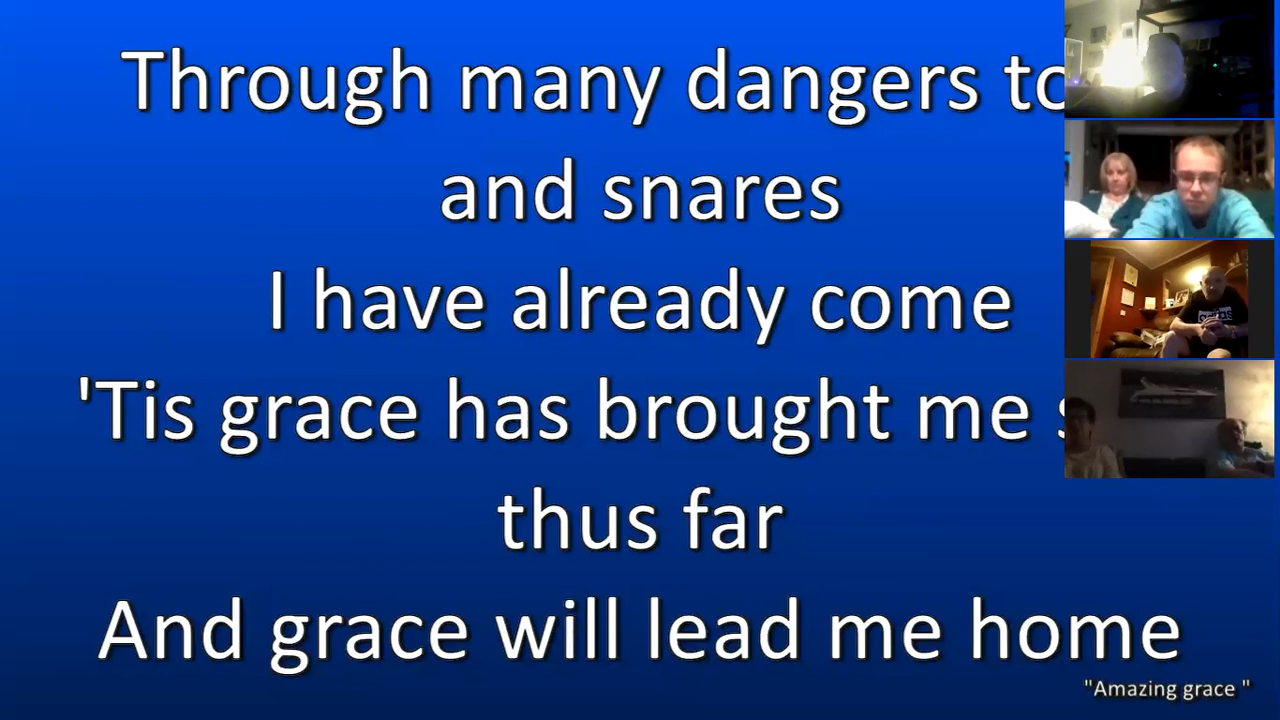 Through many dangers
and snares
I have already come
'Tis grace has brought me
thus far
And grace will lead me home
"Amazing grace "